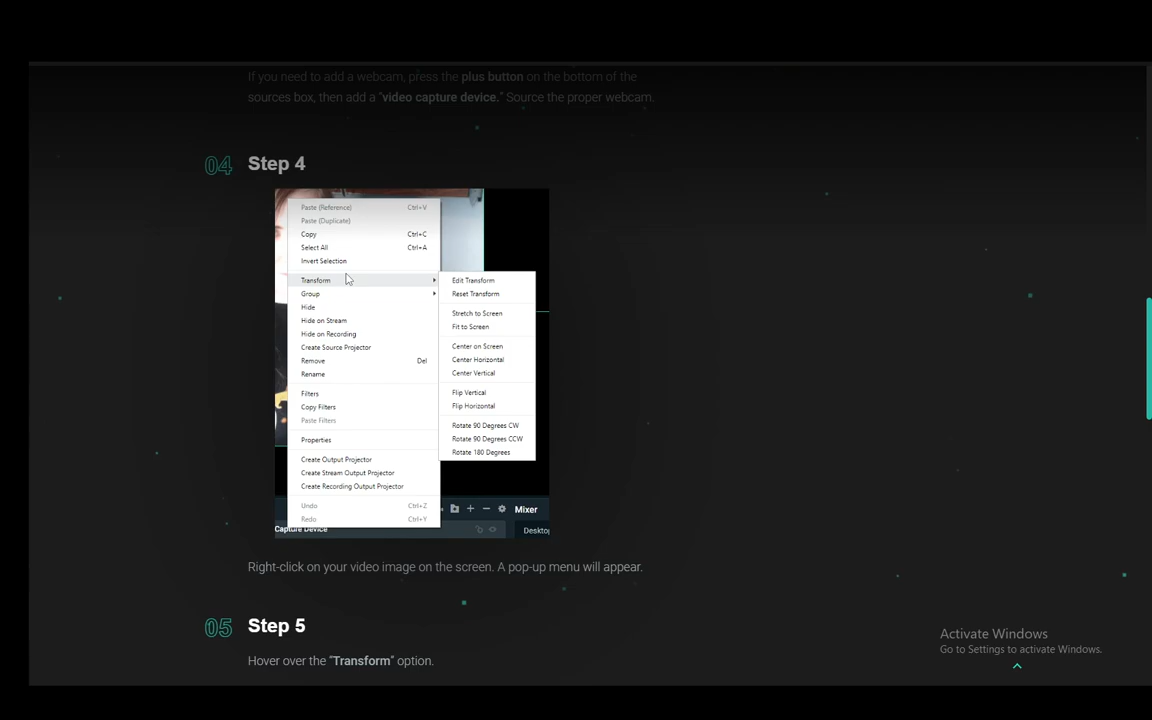 If you need to add a webcam, press the plus button on the bottom of the
sources box, then add a “video capture device.” Source the proper webcam.
04 Step 4
Paste (Reference) Ctrl+V
Paste (Duplicate)
Copy Ctrl+C
Select All Ctrl+A
Invert Selection
Transform
Group
Hide
Hide on Stream
Hide on Recording
Create Source Projector
Remove Del
Rename
Filters
Copy Filters
Paste Filters
Properties
Create Output Projector
Create Stream Output Projector
Create Recording Output Projector
Undo Ctrl+Z
Redo Ctrl+Y
Edit Transform
Reset Transform
Stretch to Screen
Fit to Screen
Center on Screen
Center Horizontal
Center Vertical
Flip Vertical
Flip Horizontal
Rotate 90 Degrees CW
Rotate 90 Degrees CCW
Rotate 180 Degrees
Mixer
Capture Device
Desktop
Right-click on your video image on the screen. A pop-up menu will appear.
05 Step 5
Hover over the “Transform” option.
Activate Windows
Go to Settings to activate Windows.